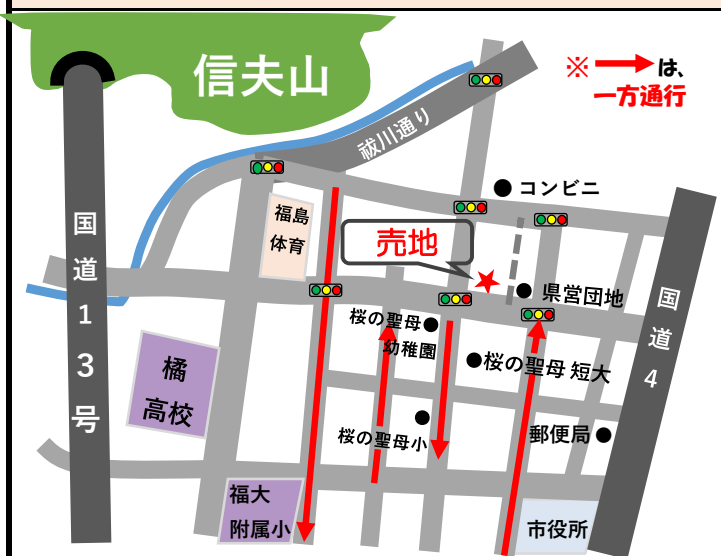 信夫山
※ → は、
一方通行
祓川通り
コンビニ
福島
体育
売地
国道13号
県営団地
国道4
桜の聖母
幼稚園
桜の聖母 短大
橘
高校
桜の聖母小
郵便局
福大
附属小
市役所